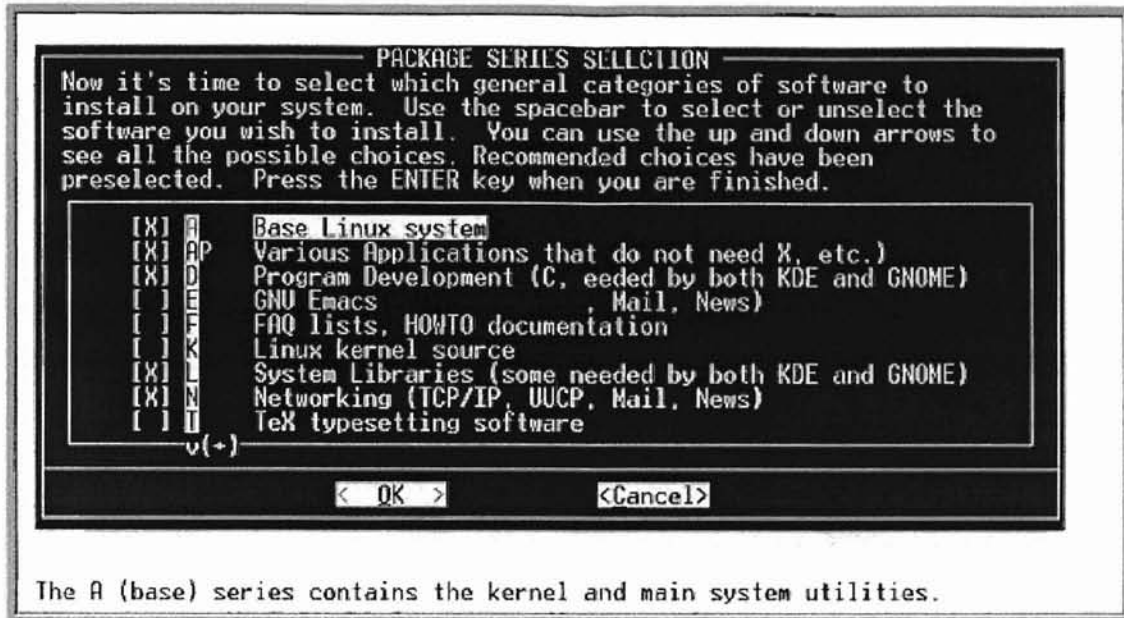 PACKAGE SERIES SELECTION
Now it's time to select which general categories of software to
install on your system.  Use the spacebar to select or unselect the
software you wish to install.  You can use the up and down arrows to
see all the possible choices. Recommended choices have been
preselected.  Press the ENTER key when you are finished.
[X] A Base Linux system
[X] AP Various Applications that do not need X, etc.)
[X] D Program Development (C, eeded by both KDE and GNOME)
[ ] E GNU Emacs , Mail, News)
[ ] F FAQ lists, HOWTO documentation
[ ] K Linux kernel source
[X] L System Libraries (some needed by both KDE and GNOME)
[X] N Networking (TCP/IP, UUCP, Mail, News)
[ ] T TeX typesetting software
v(+)
< OK > <Cancel>
The A (base) series contains the kernel and main system utilities.